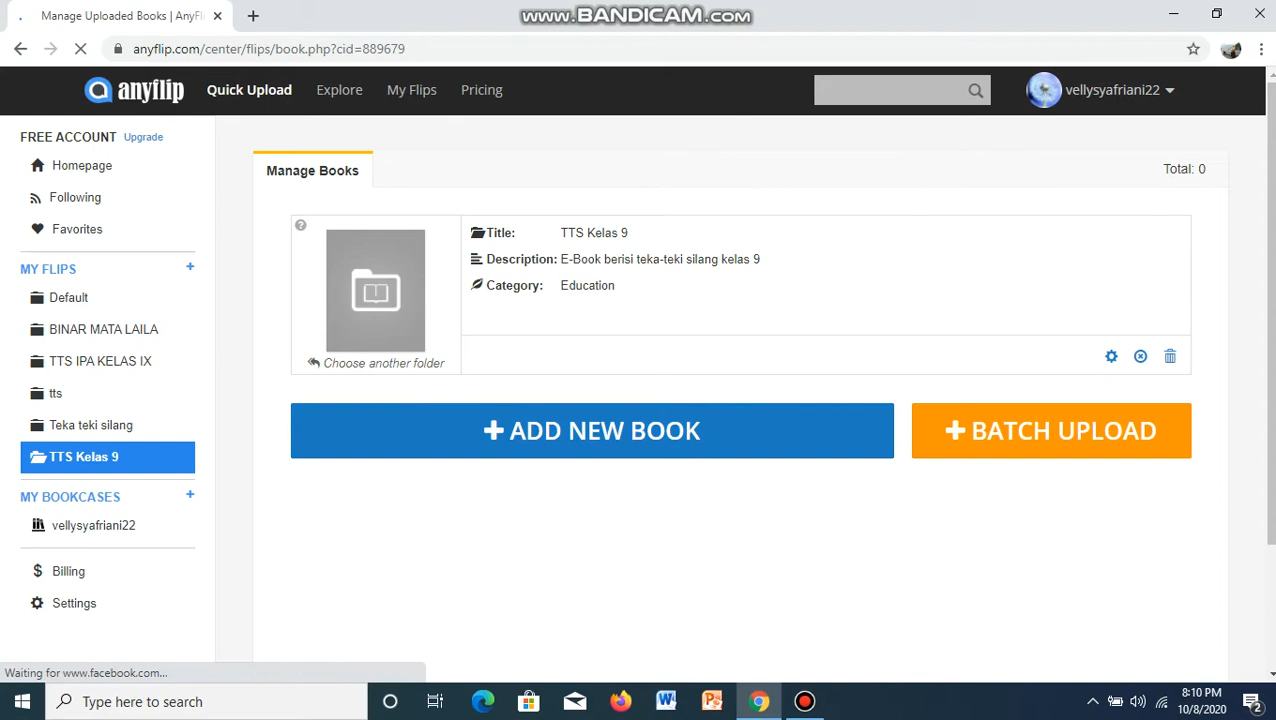 Manage Uploaded Books | AnyFli
www.BANDICAM.com
anyflip.com/center/flips/book.php?cid=889679
anyflip Quick Upload Explore My Flips Pricing vellysyafriani22
FREE ACCOUNT Upgrade
Homepage
Following
Favorites
MY FLIPS +
Default
BINAR MATA LAILA
TTS IPA KELAS IX
tts
Teka teki silang
TTS Kelas 9
MY BOOKCASES +
vellysyafriani22
Billing
Settings
Manage Books Total: 0
Title: TTS Kelas 9
Description: E-Book berisi teka-teki silang kelas 9
Category: Education
Choose another folder
+ ADD NEW BOOK + BATCH UPLOAD
Waiting for www.facebook.com...
Type here to search
8:10 PM
10/8/2020
2